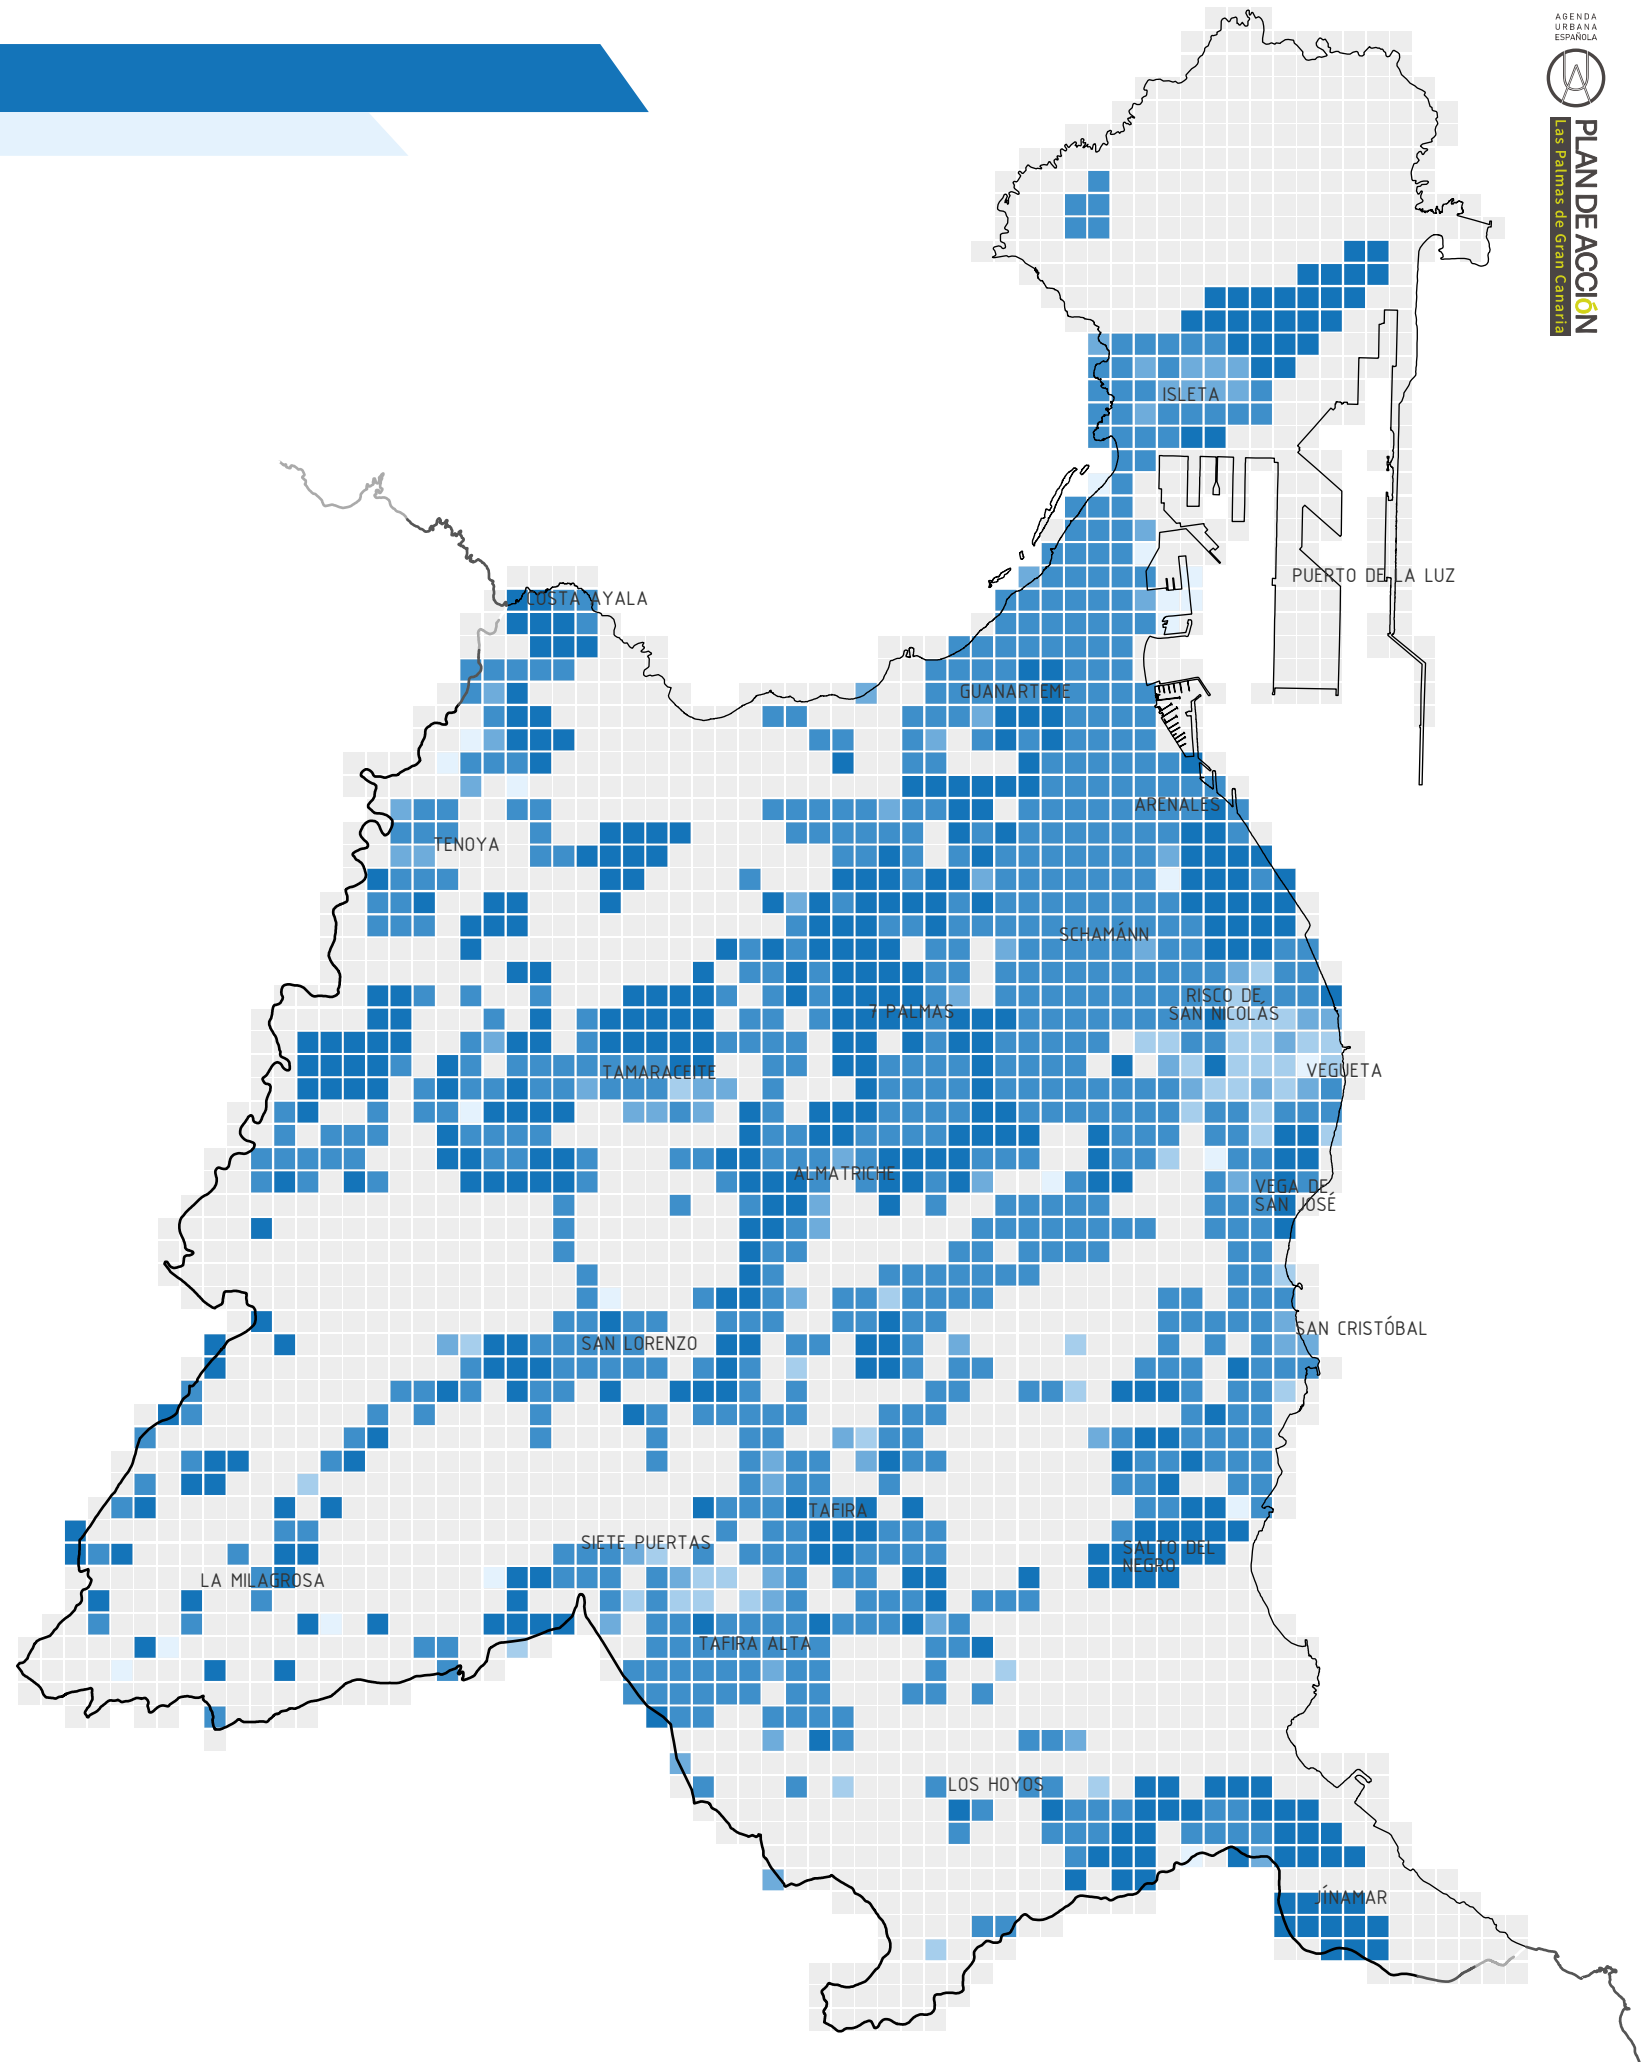 AGENDA
URBANA
ESPAÑOLA
PLAN DE ACCIÓN
Las Palmas de Gran Canaria
ISLETA
PUERTO DE LA LUZ
COSTA AYALA
GUANARTEME
ARENALES
TENOYA
SCHAMÁNN
RISCO DE
SAN NICOLÁS
7 PALMAS
VEGUETA
TAMARACEITE
ALMATRICHE
VEGA DE
SAN JOSÉ
SAN CRISTÓBAL
SAN LORENZO
TAFIRA
SIETE PUERTAS
SALTO DEL
NEGRO
LA MILAGROSA
TAFIRA ALTA
LOS HOYOS
JÍNAMAR